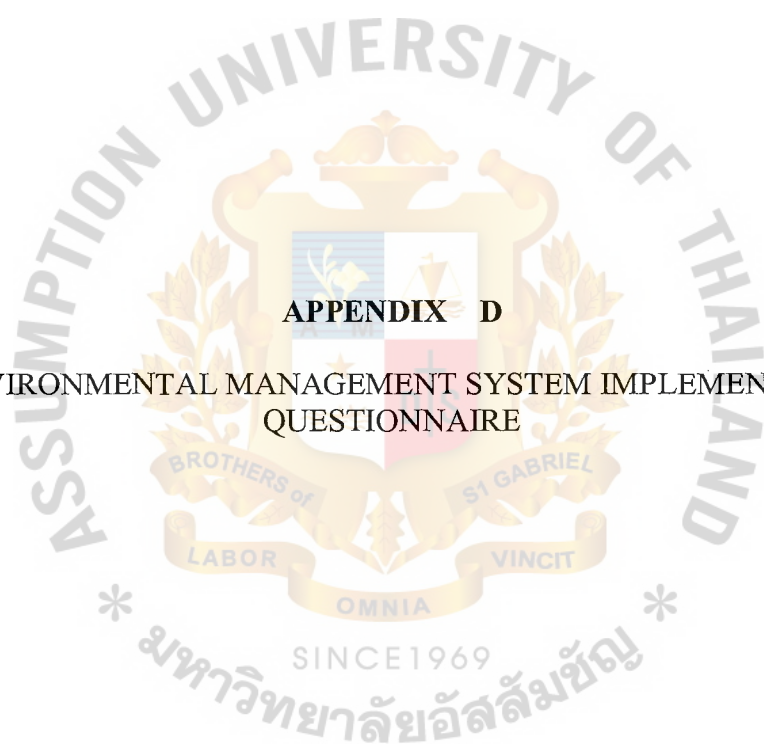 ASSUMPTION UNIVERSITY OF THAILAND
APPENDIX D
A M
VIRONMENTAL MANAGEMENT SYSTEM IMPLEMEN
QUESTIONNAIRE
D S
BROTHERS of
S1 GABRIEL
LABOR
VINCIT
OMNIA
* SINCE1969 *
มหาวิทยาลัยอัสสัมชัญ